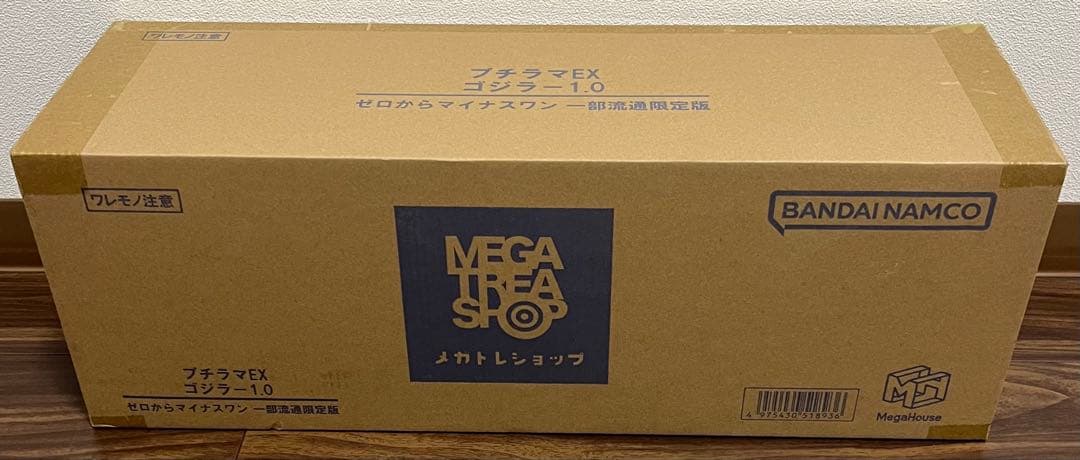 ワレモノ注意
プチラマEX
ゴジラ-1.0
ゼロからマイナスワン 一部流通限定版
ワレモノ注意
BANDAI NAMCO
MEGA
TREA
SHOP
メガトレショップ
プチラマEX
ゴジラ-1.0
ゼロからマイナスワン 一部流通限定版
4 975430 518936
MegaHouse